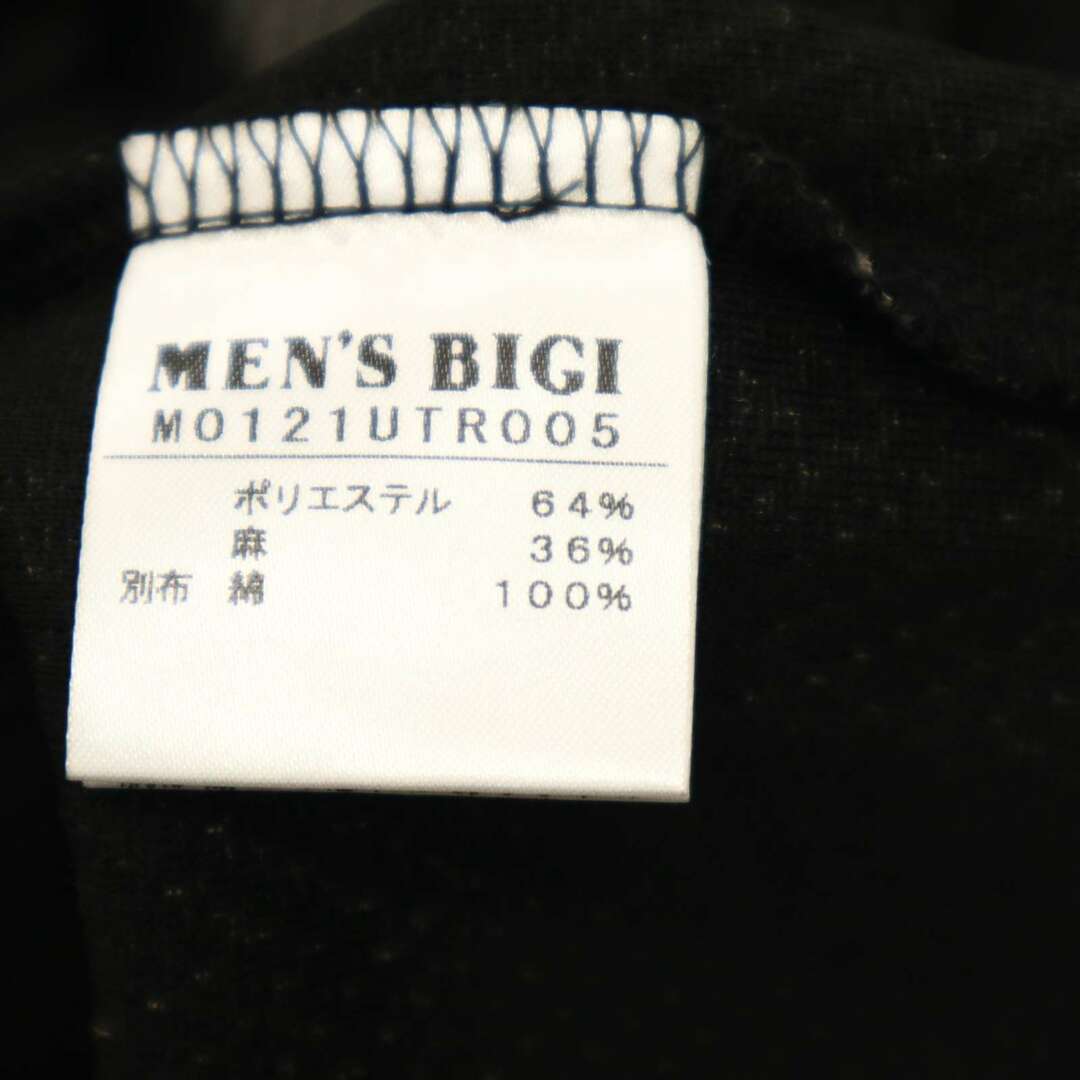 MEN'S BIGI
M0121UTR005
ポリエステル 64%
麻 36%
別布 綿 100%